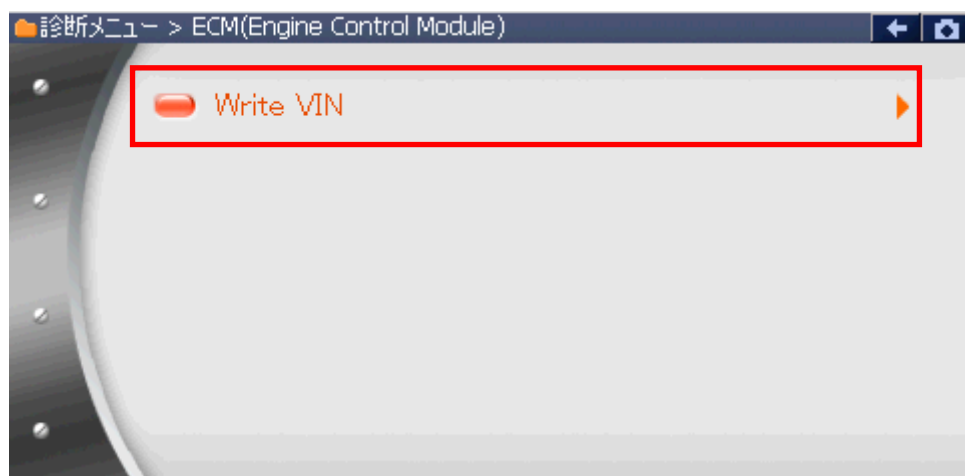 診断メニュー > ECM(Engine Control Module)
Write VIN